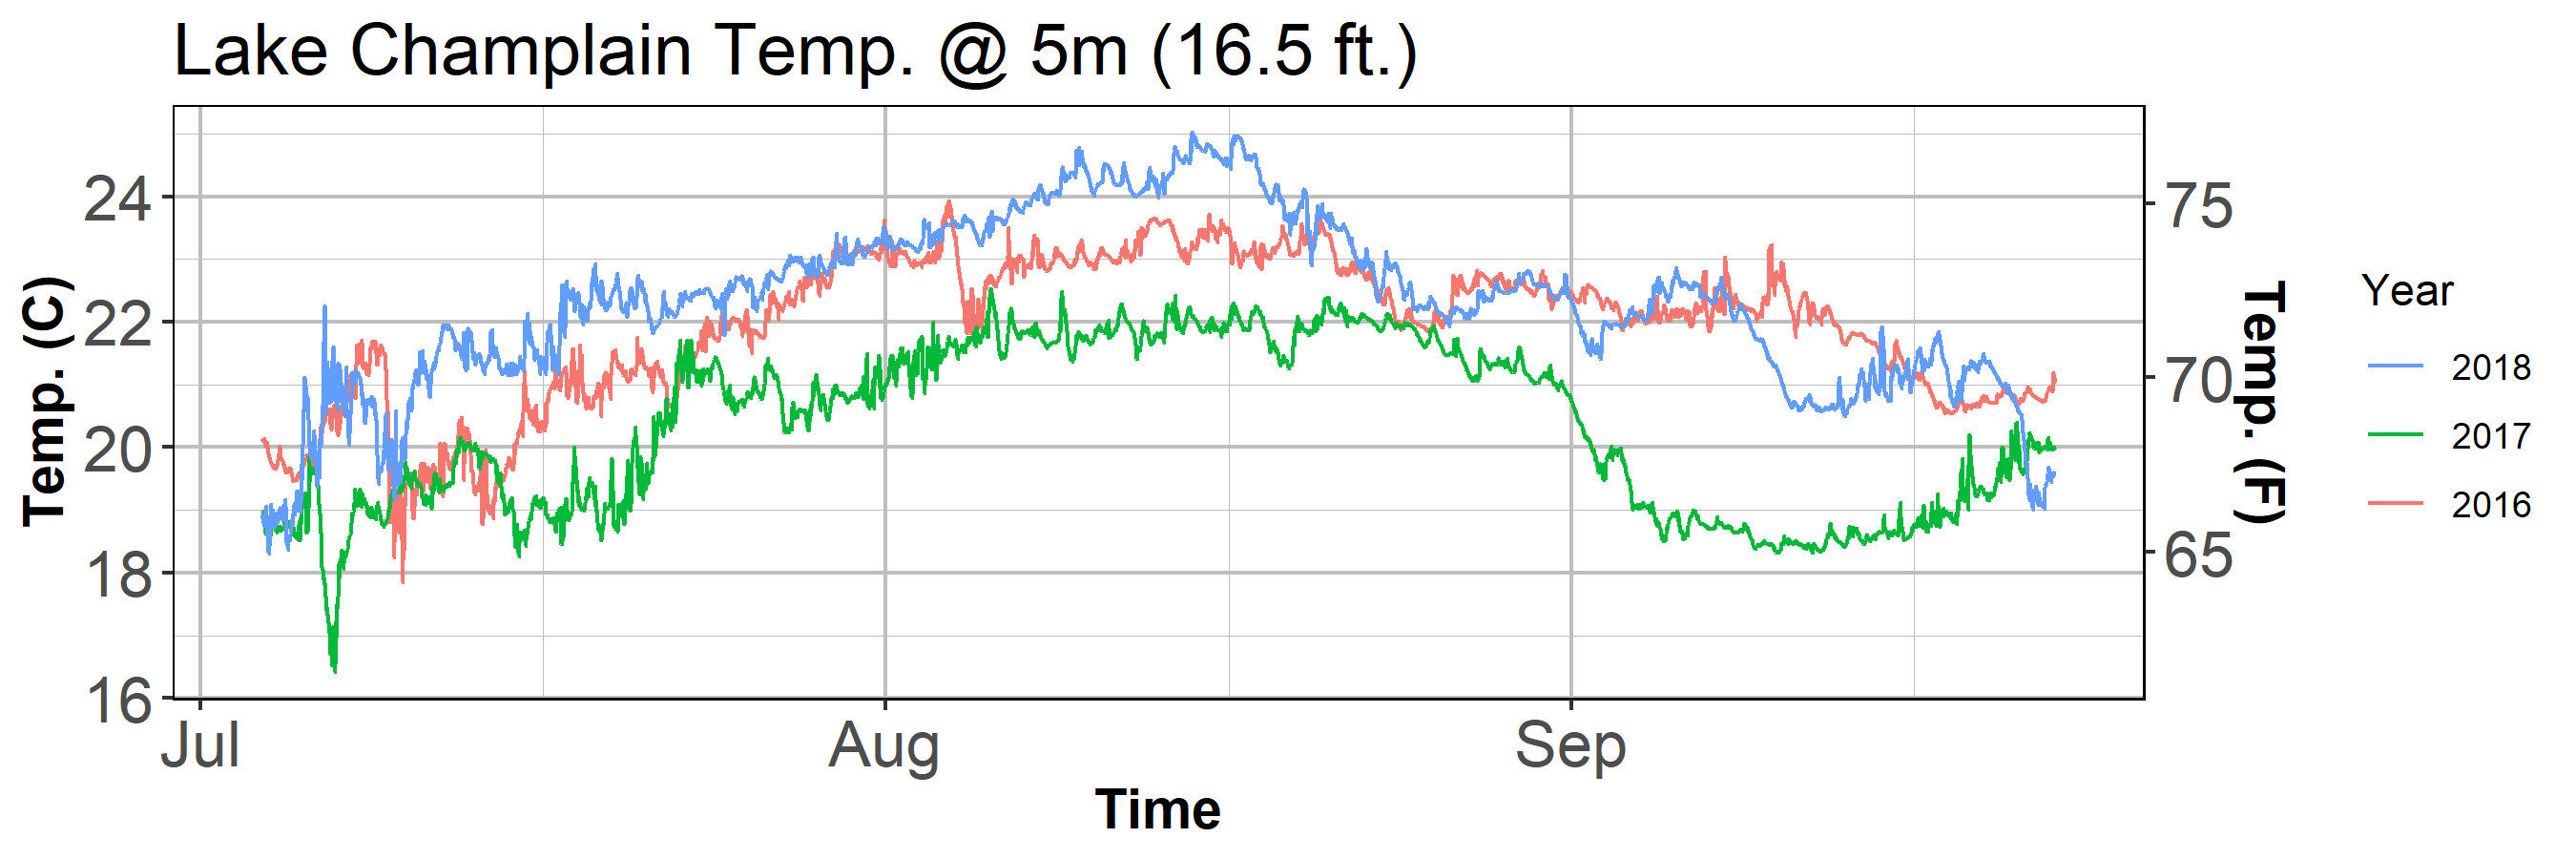 Lake Champlain Temp. @ 5m (16.5 ft.)
Temp. (C)
24
22
20
18
16
Jul
Aug
Sep
Time
75
70
65
Temp. (F)
Year
2018
2017
2016